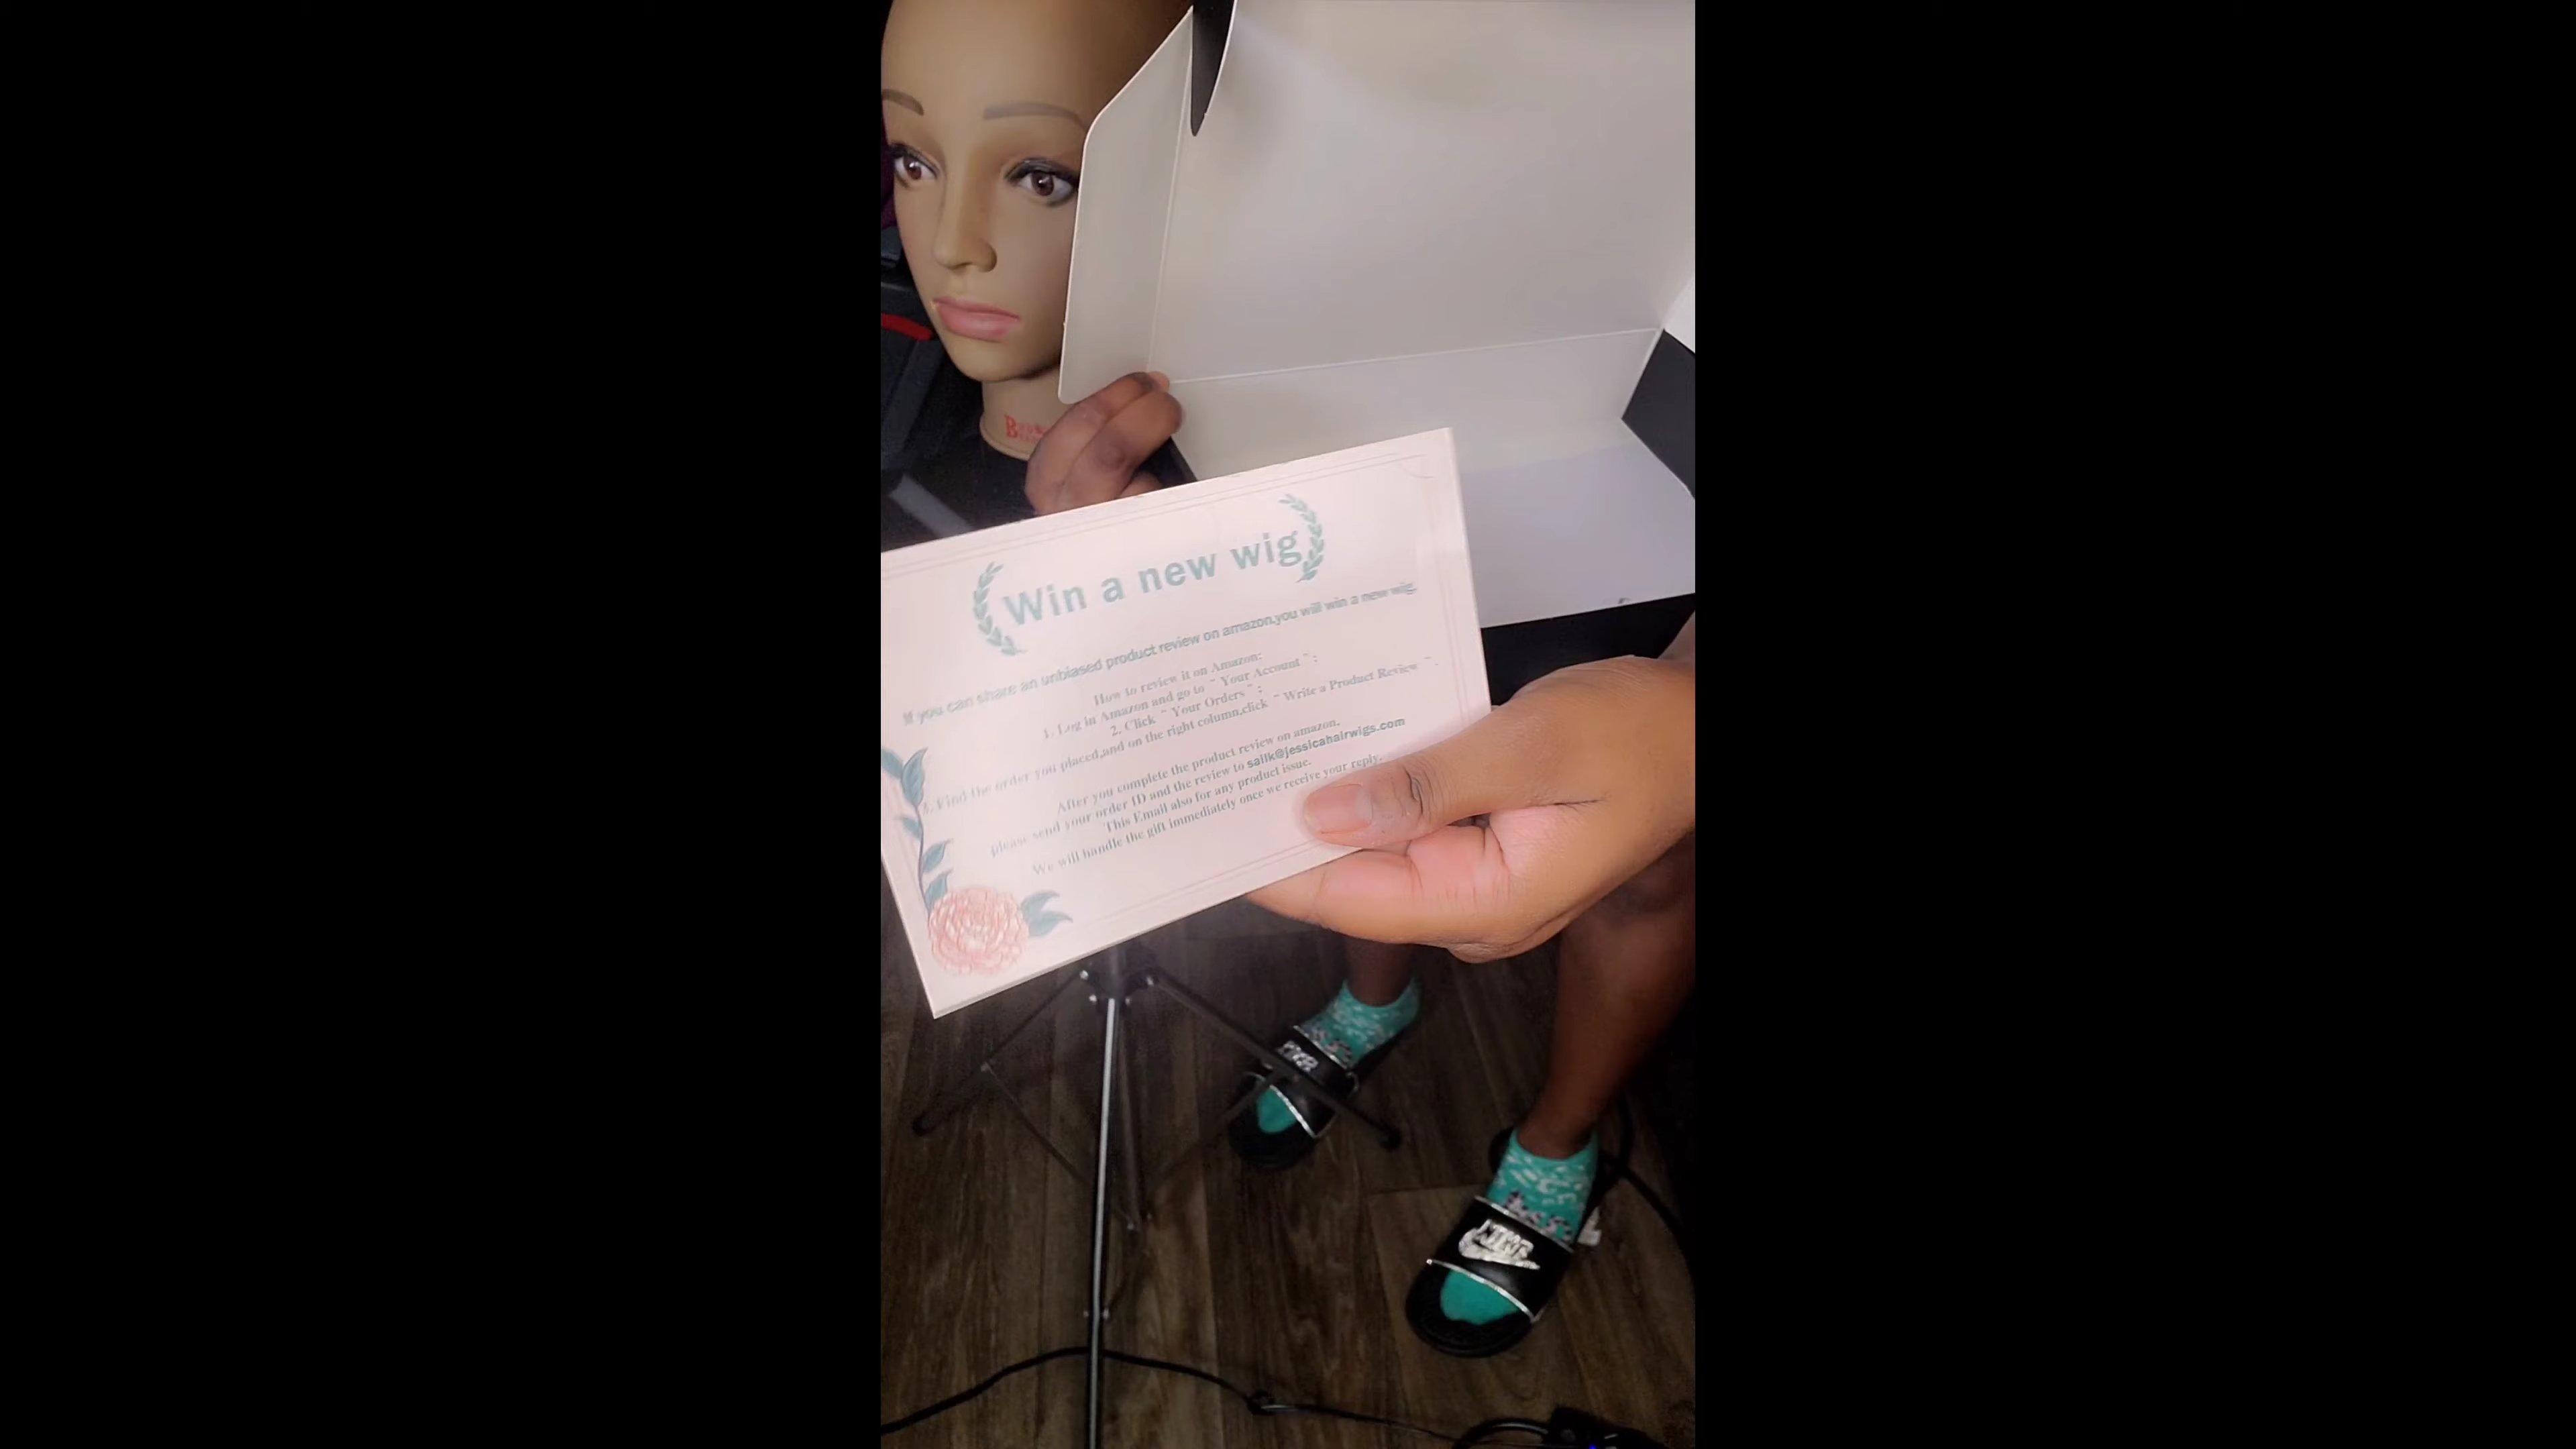 Win a new wig
If you can share an unbiased product review on amazon,you will win a new wig.
How to review it on Amazon:
1. Log in Amazon and go to " Your Account " ;
2. Click " Your Orders " ;
3. Find the order you placed,and on the right column,click " Write a Product Review ".
After you complete the product review on amazon,
please send your order ID and the review to sailk@jessicahairwigs.com
This Email also for any product issue.
We will handle the gift immediately once we receive your reply.
NIKE